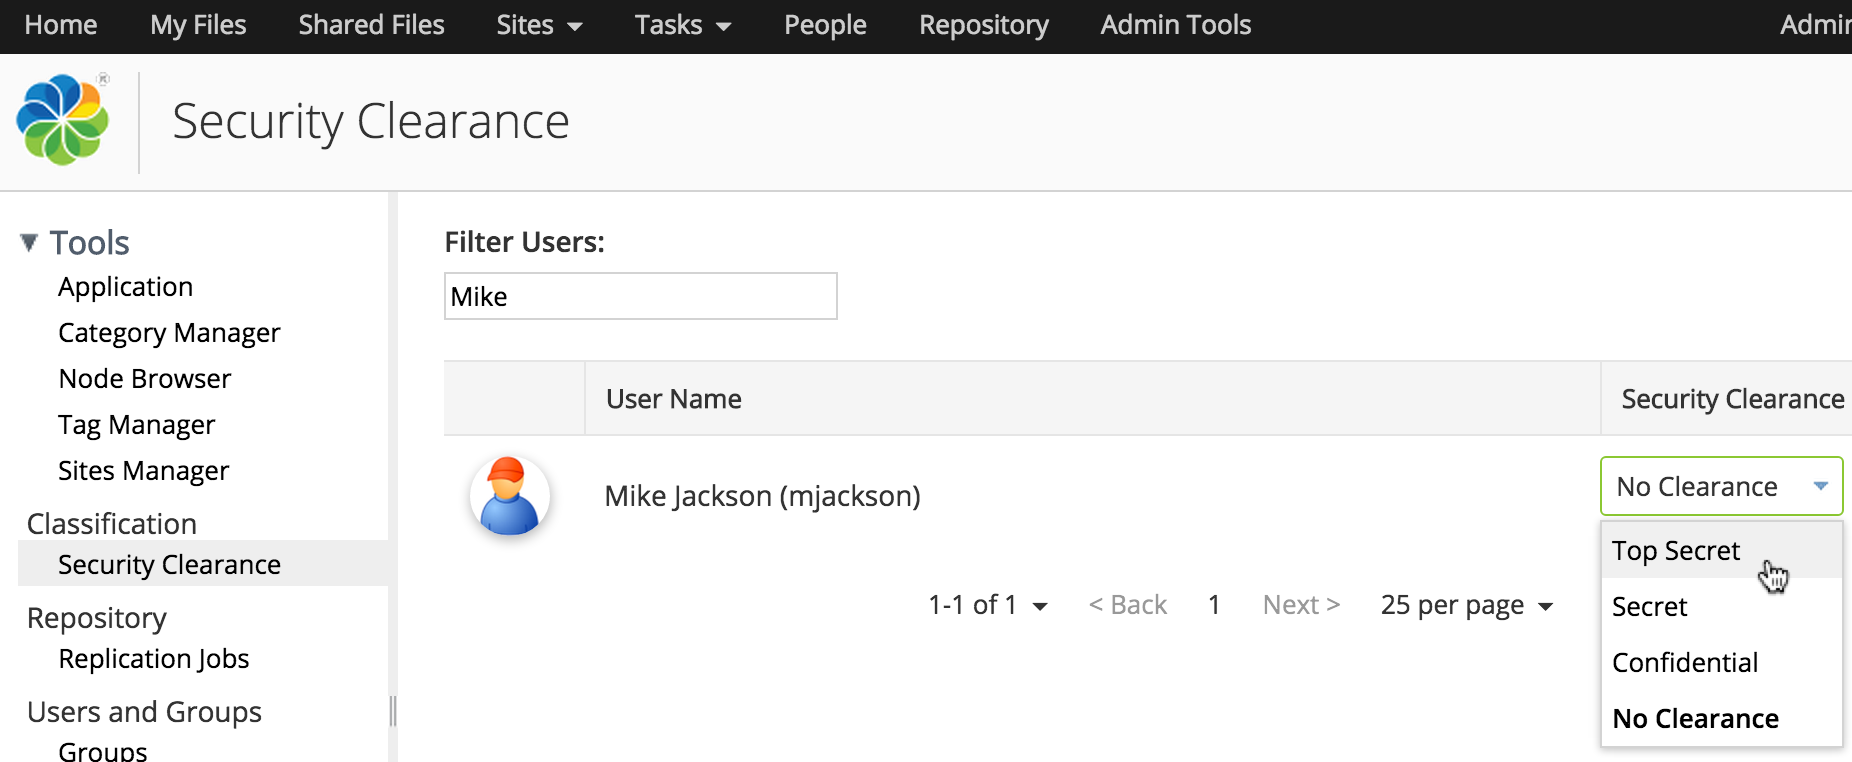 Home My Files Shared Files Sites Tasks People Repository Admin Tools Admin
®
Security Clearance
Tools
Application
Category Manager
Node Browser
Tag Manager
Sites Manager
Classification
Security Clearance
Repository
Replication Jobs
Users and Groups
Groups
Filter Users:
Mike
User Name Security Clearance
Mike Jackson (mjackson) No Clearance
Top Secret
Secret
Confidential
No Clearance
1-1 of 1 < Back 1 Next > 25 per page